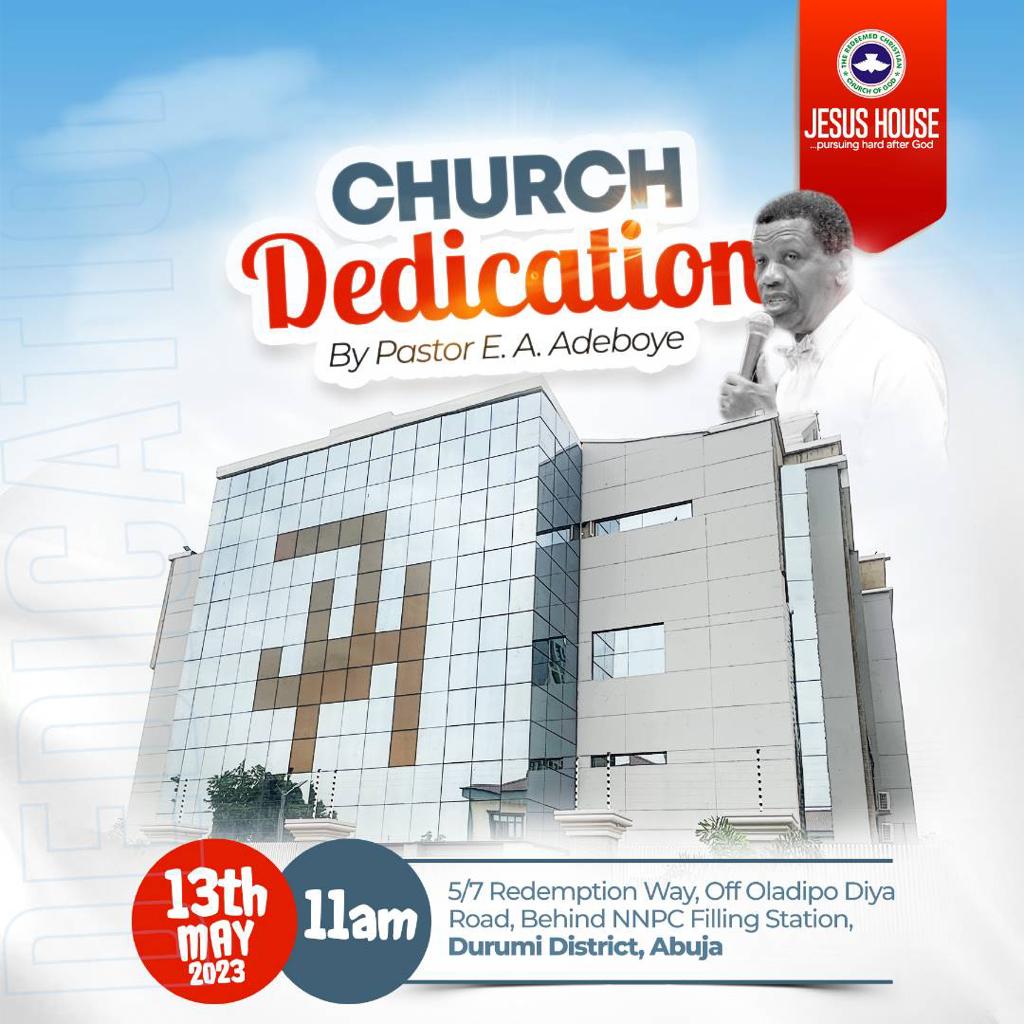 THE REDEEMED CHRISTIAN
CHURCH OF GOD
JESUS HOUSE
...pursuing hard after God
CHURCH
Dedication
By Pastor E. A. Adeboye
DEDICATION
13th
MAY
2023
11am
5/7 Redemption Way, Off Oladipo Diya
Road, Behind NNPC Filling Station,
Durumi District, Abuja